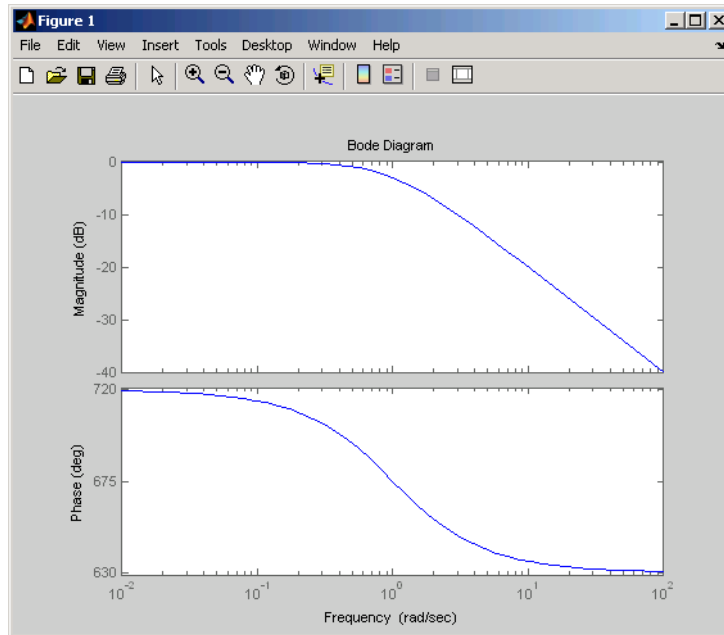 Figure 1
File Edit View Insert Tools Desktop Window Help
Bode Diagram
Magnitude (dB)
0
-10
-20
-30
-40
Phase (deg)
720
675
630
10^-2 10^-1 10^0 10^1 10^2
Frequency (rad/sec)